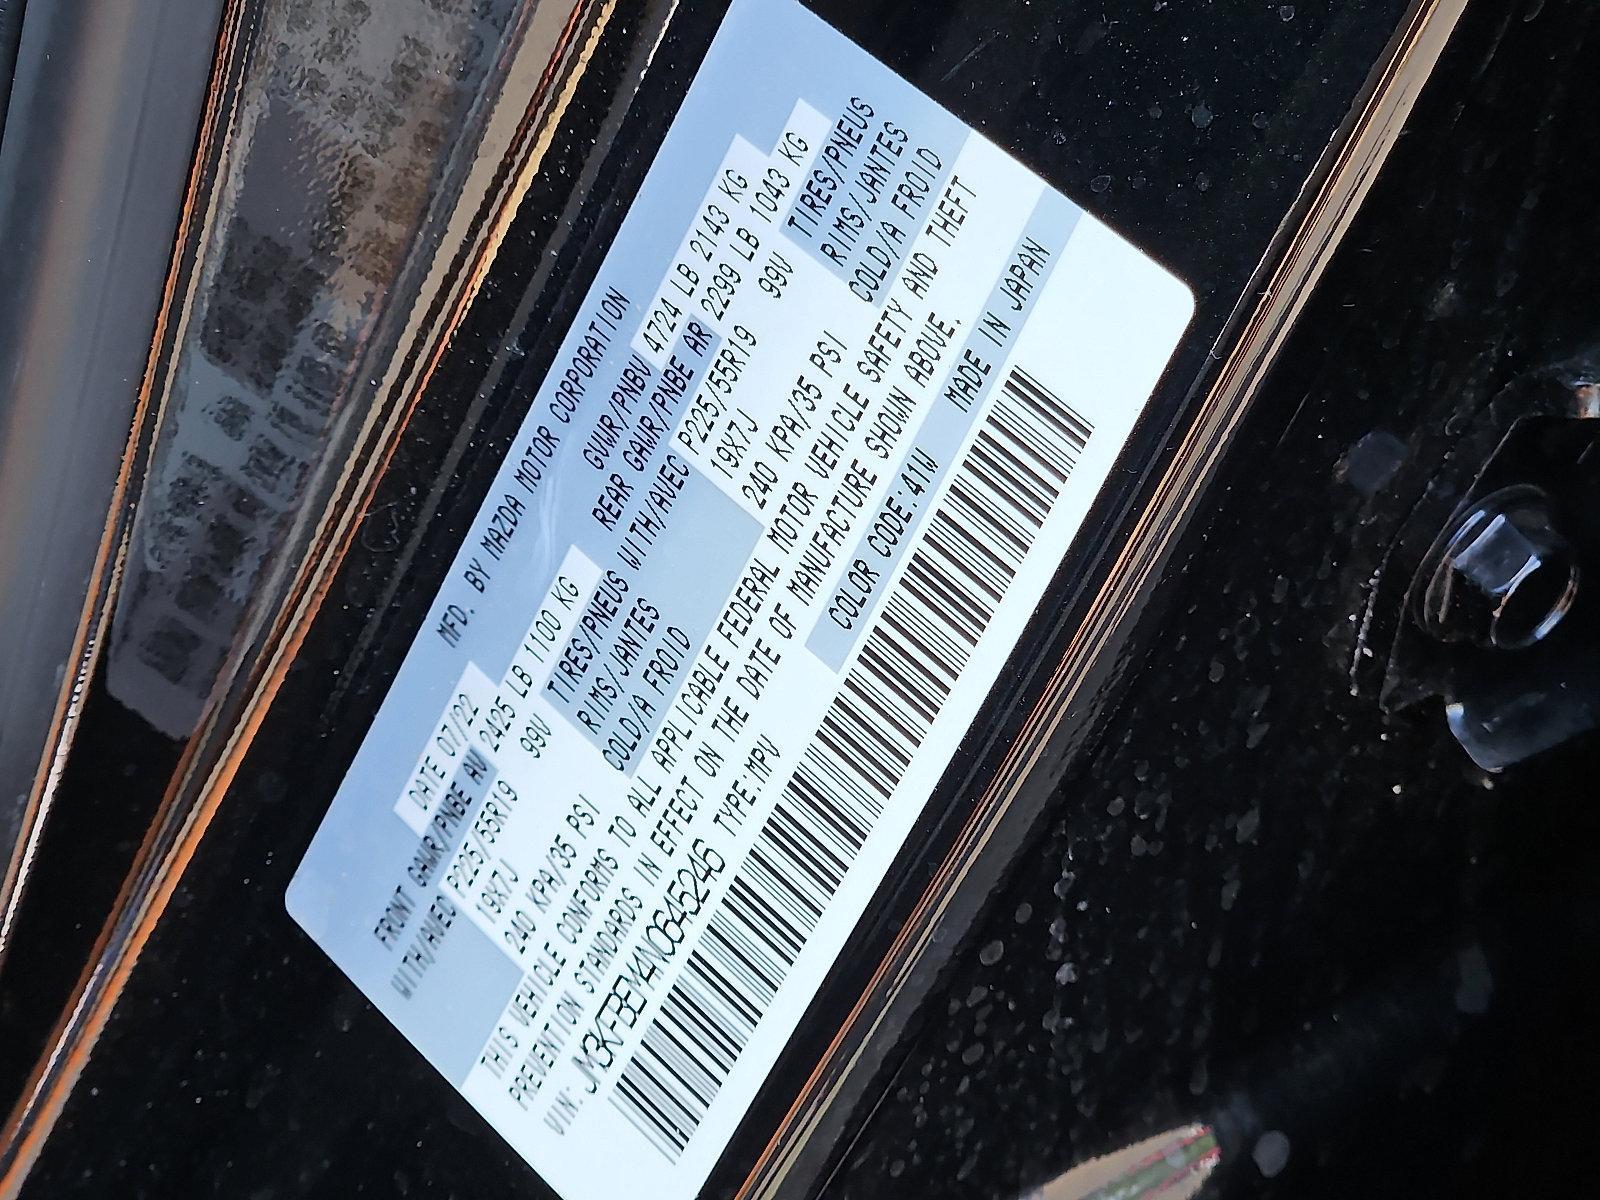 MFD. BY MAZDA MOTOR CORPORATION
DATE 07/22 GVWR/PNBV 4724 LB 2143 KG
FRONT GAWR/PNBE AV 2425 LB 1100 KG REAR GAWR/PNBE AR 2299 LB 1043 KG
WITH/AVEC P225/55R19 99V TIRES/PNEUS WITH/AVEC P225/55R19 99V TIRES/PNEUS
19X7J RIMS/JANTES 19X7J RIMS/JANTES
240 KPA/35 PSI COLD/A FROID 240 KPA/35 PSI COLD/A FROID
THIS VEHICLE CONFORMS TO ALL APPLICABLE FEDERAL MOTOR VEHICLE SAFETY AND THEFT
PREVENTION STANDARDS IN EFFECT ON THE DATE OF MANUFACTURE SHOWN ABOVE.
VIN: JM3KFBEM4N0645246 TYPE:MPV COLOR CODE:41W MADE IN JAPAN